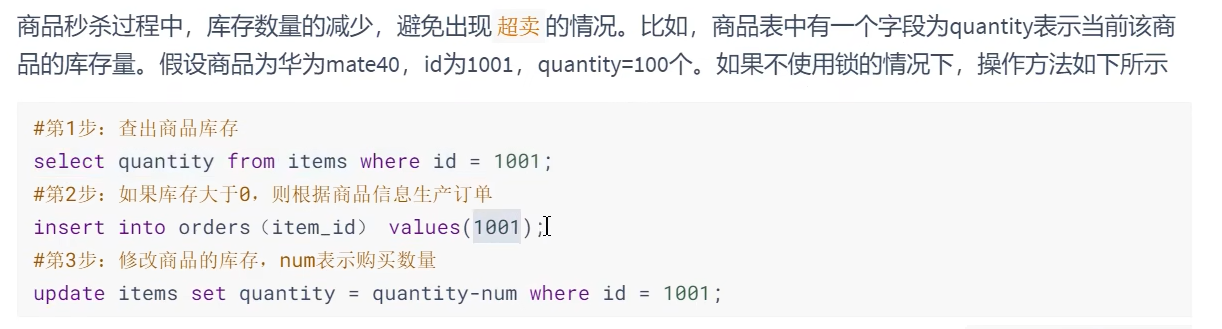 商品秒杀过程中，库存数量的减少，避免出现 超卖 的情况。比如，商品表中有一个字段为quantity表示当前该商
品的库存量。假设商品为华为mate40，id为1001，quantity=100个。如果不使用锁的情况下，操作方法如下所示
#第1步：查出商品库存
select quantity from items where id = 1001;
#第2步：如果库存大于0，则根据商品信息生产订单
insert into orders（item_id） values(1001);
#第3步：修改商品的库存，num表示购买数量
update items set quantity = quantity-num where id = 1001;